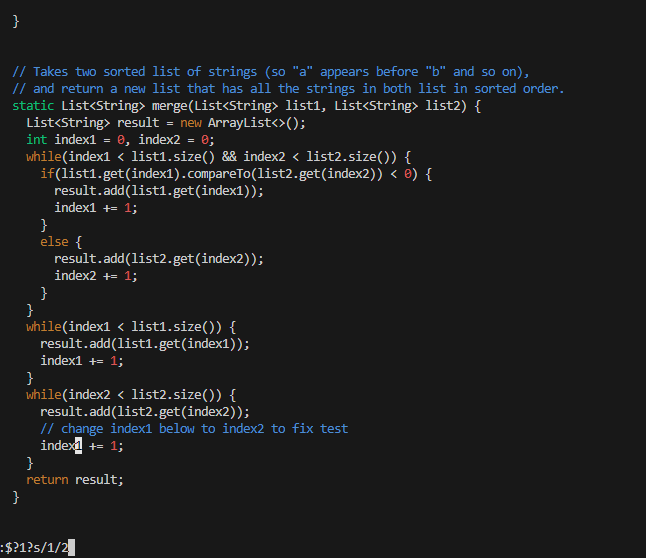 }
// Takes two sorted list of strings (so "a" appears before "b" and so on),
// and return a new list that has all the strings in both list in sorted order.
static List<String> merge(List<String> list1, List<String> list2) {
  List<String> result = new ArrayList<>();
  int index1 = 0, index2 = 0;
  while(index1 < list1.size() && index2 < list2.size()) {
    if(list1.get(index1).compareTo(list2.get(index2)) < 0) {
      result.add(list1.get(index1));
      index1 += 1;
    }
    else {
      result.add(list2.get(index2));
      index2 += 1;
    }
  }
  while(index1 < list1.size()) {
    result.add(list1.get(index1));
    index1 += 1;
  }
  while(index2 < list2.size()) {
    result.add(list2.get(index2));
    // change index1 below to index2 to fix test
    index1 += 1;
  }
  return result;
}
:$?1?s/1/2